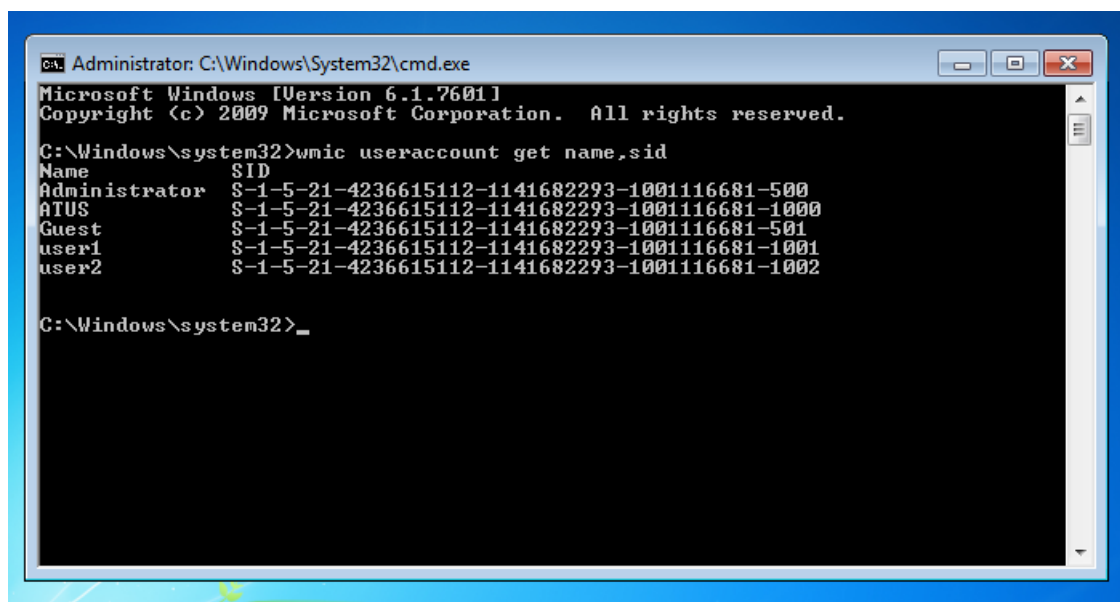 Administrator: C:\Windows\System32\cmd.exe
Microsoft Windows [Version 6.1.7601]
Copyright (c) 2009 Microsoft Corporation.  All rights reserved.
C:\Windows\system32>wmic useraccount get name,sid
Name           SID
Administrator  S-1-5-21-4236615112-1141682293-1001116681-500
ATUS           S-1-5-21-4236615112-1141682293-1001116681-1000
Guest          S-1-5-21-4236615112-1141682293-1001116681-501
user1          S-1-5-21-4236615112-1141682293-1001116681-1001
user2          S-1-5-21-4236615112-1141682293-1001116681-1002
C:\Windows\system32>_